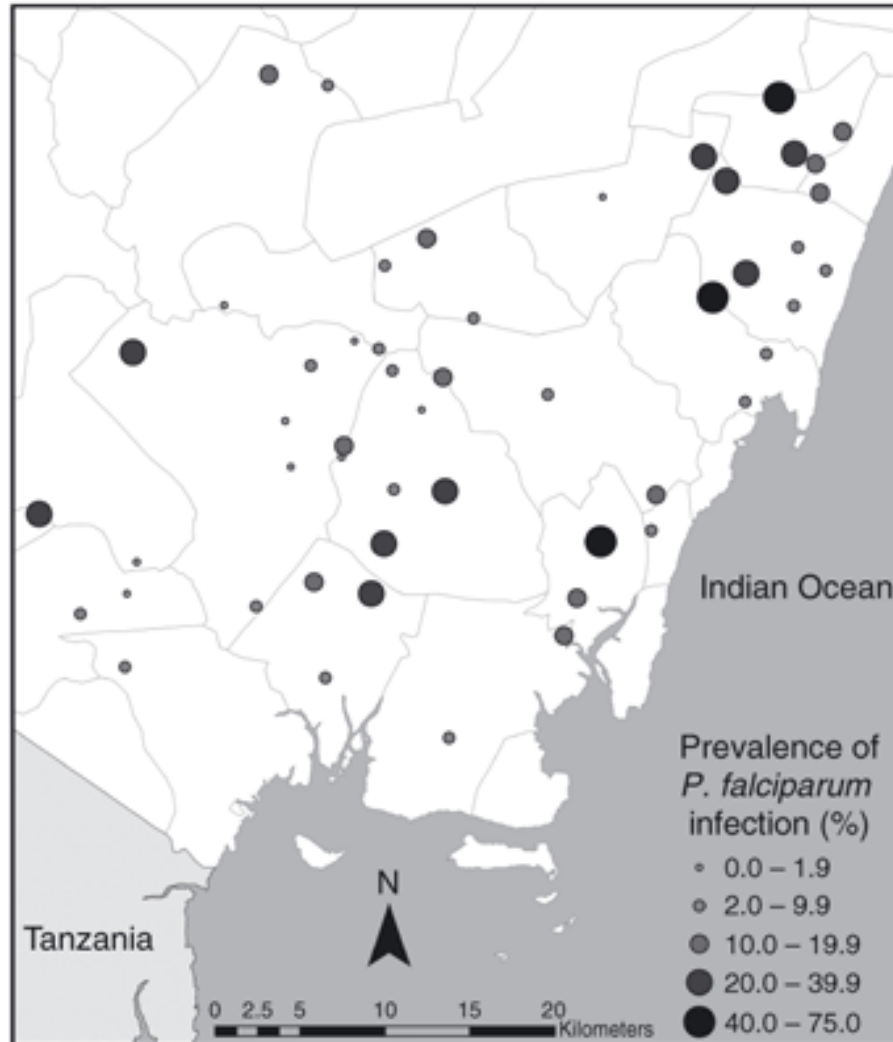 Indian Ocean
Prevalence of
P. falciparum
infection (%)
0.0 – 1.9
2.0 – 9.9
10.0 – 19.9
20.0 – 39.9
40.0 – 75.0
N
Tanzania
0 2.5 5 10 15 20
Kilometers